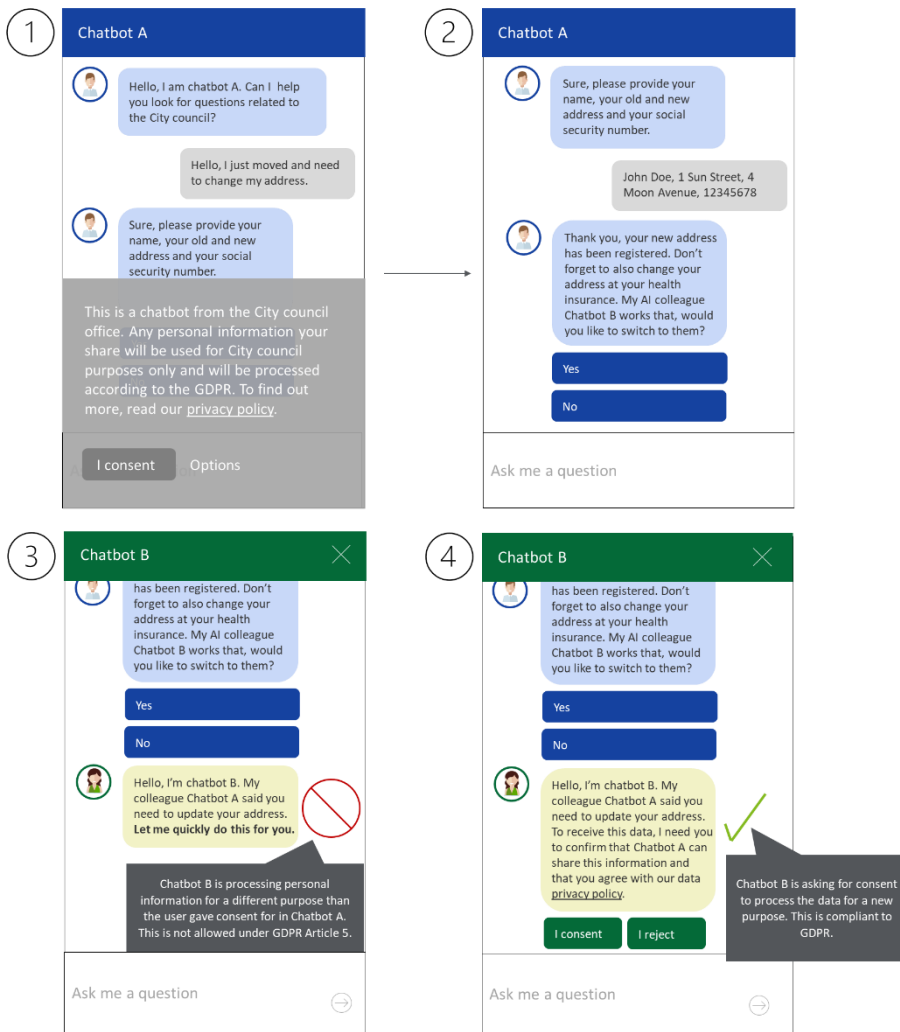 1
Chatbot A
Hello, I am chatbot A. Can I help
you look for questions related to
the City council?
Hello, I just moved and need
to change my address.
Sure, please provide your
name, your old and new
address and your social
security number.
This is a chatbot from the City council
office. Any personal information your
share will be used for City council
purposes only and will be processed
according to the GDPR. To find out
more, read our privacy policy.
I consent
Options
2
Chatbot A
Sure, please provide your
name, your old and new
address and your social
security number.
John Doe, 1 Sun Street, 4
Moon Avenue, 12345678
Thank you, your new address
has been registered. Don't
forget to also change your
address at your health
insurance. My AI colleague
Chatbot B works that, would
you like to switch to them?
Yes
No
Ask me a question
3
Chatbot B
has been registered. Don't
forget to also change your
address at your health
insurance. My AI colleague
Chatbot B works that, would
you like to switch to them?
Yes
No
Hello, I'm chatbot B. My
colleague Chatbot A said you
need to update your address.
Let me quickly do this for you.
Chatbot B is processing personal
information for a different purpose than
the user gave consent for in Chatbot A.
This is not allowed under GDPR Article 5.
Ask me a question
4
Chatbot B
has been registered. Don't
forget to also change your
address at your health
insurance. My AI colleague
Chatbot B works that, would
you like to switch to them?
Yes
No
Hello, I'm chatbot B. My
colleague Chatbot A said you
need to update your address.
To receive this data, I need you
to confirm that Chatbot A can
share this information and
that you agree with our data
privacy policy.
I consent
I reject
Chatbot B is asking for consent
to process the data for a new
purpose. This is compliant to
GDPR.
Ask me a question